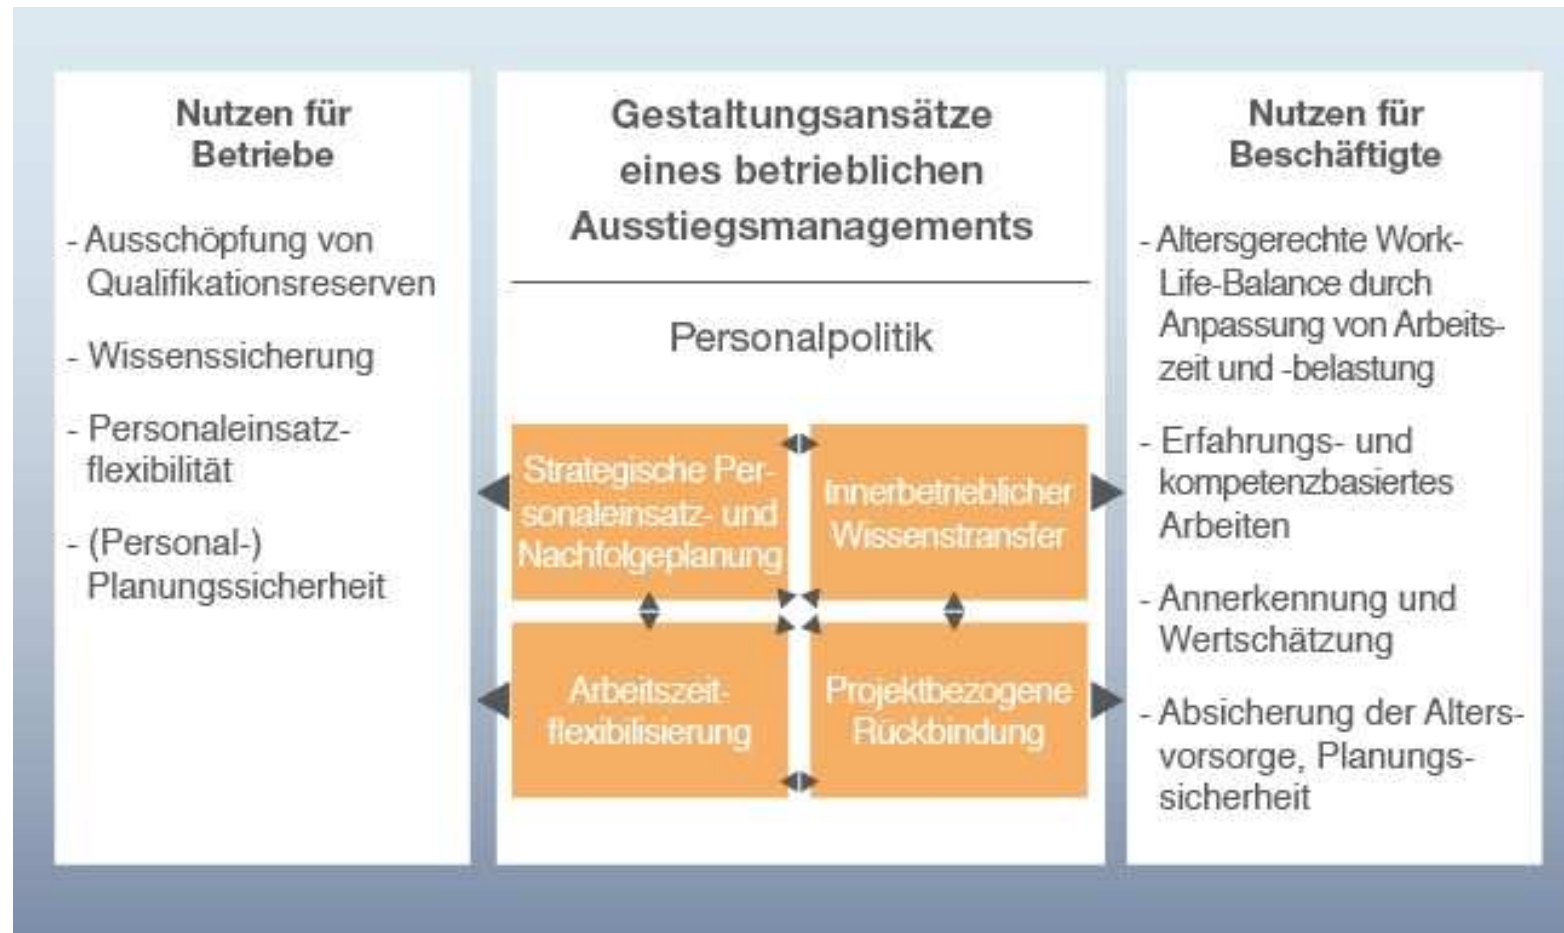 Nutzen für
Betriebe
- Ausschöpfung von
Qualifikationsreserven
- Wissenssicherung
- Personaleinsatz-
flexibilität
- (Personal-)
Planungssicherheit
Gestaltungsansätze
eines betrieblichen
Ausstiegsmanagements
Personalpolitik
Strategische Per-
sonaleinsatz- und
Nachfolgeplanung
Innerbetrieblicher
Wissenstransfer
Arbeitszeit-
flexibilisierung
Projektbezogene
Rückbindung
Nutzen für
Beschäftigte
- Altersgerechte Work-
Life-Balance durch
Anpassung von Arbeits-
zeit und -belastung
- Erfahrungs- und
kompetenzbasiertes
Arbeiten
- Annerkennung und
Wertschätzung
- Absicherung der Alters-
vorsorge, Planungs-
sicherheit